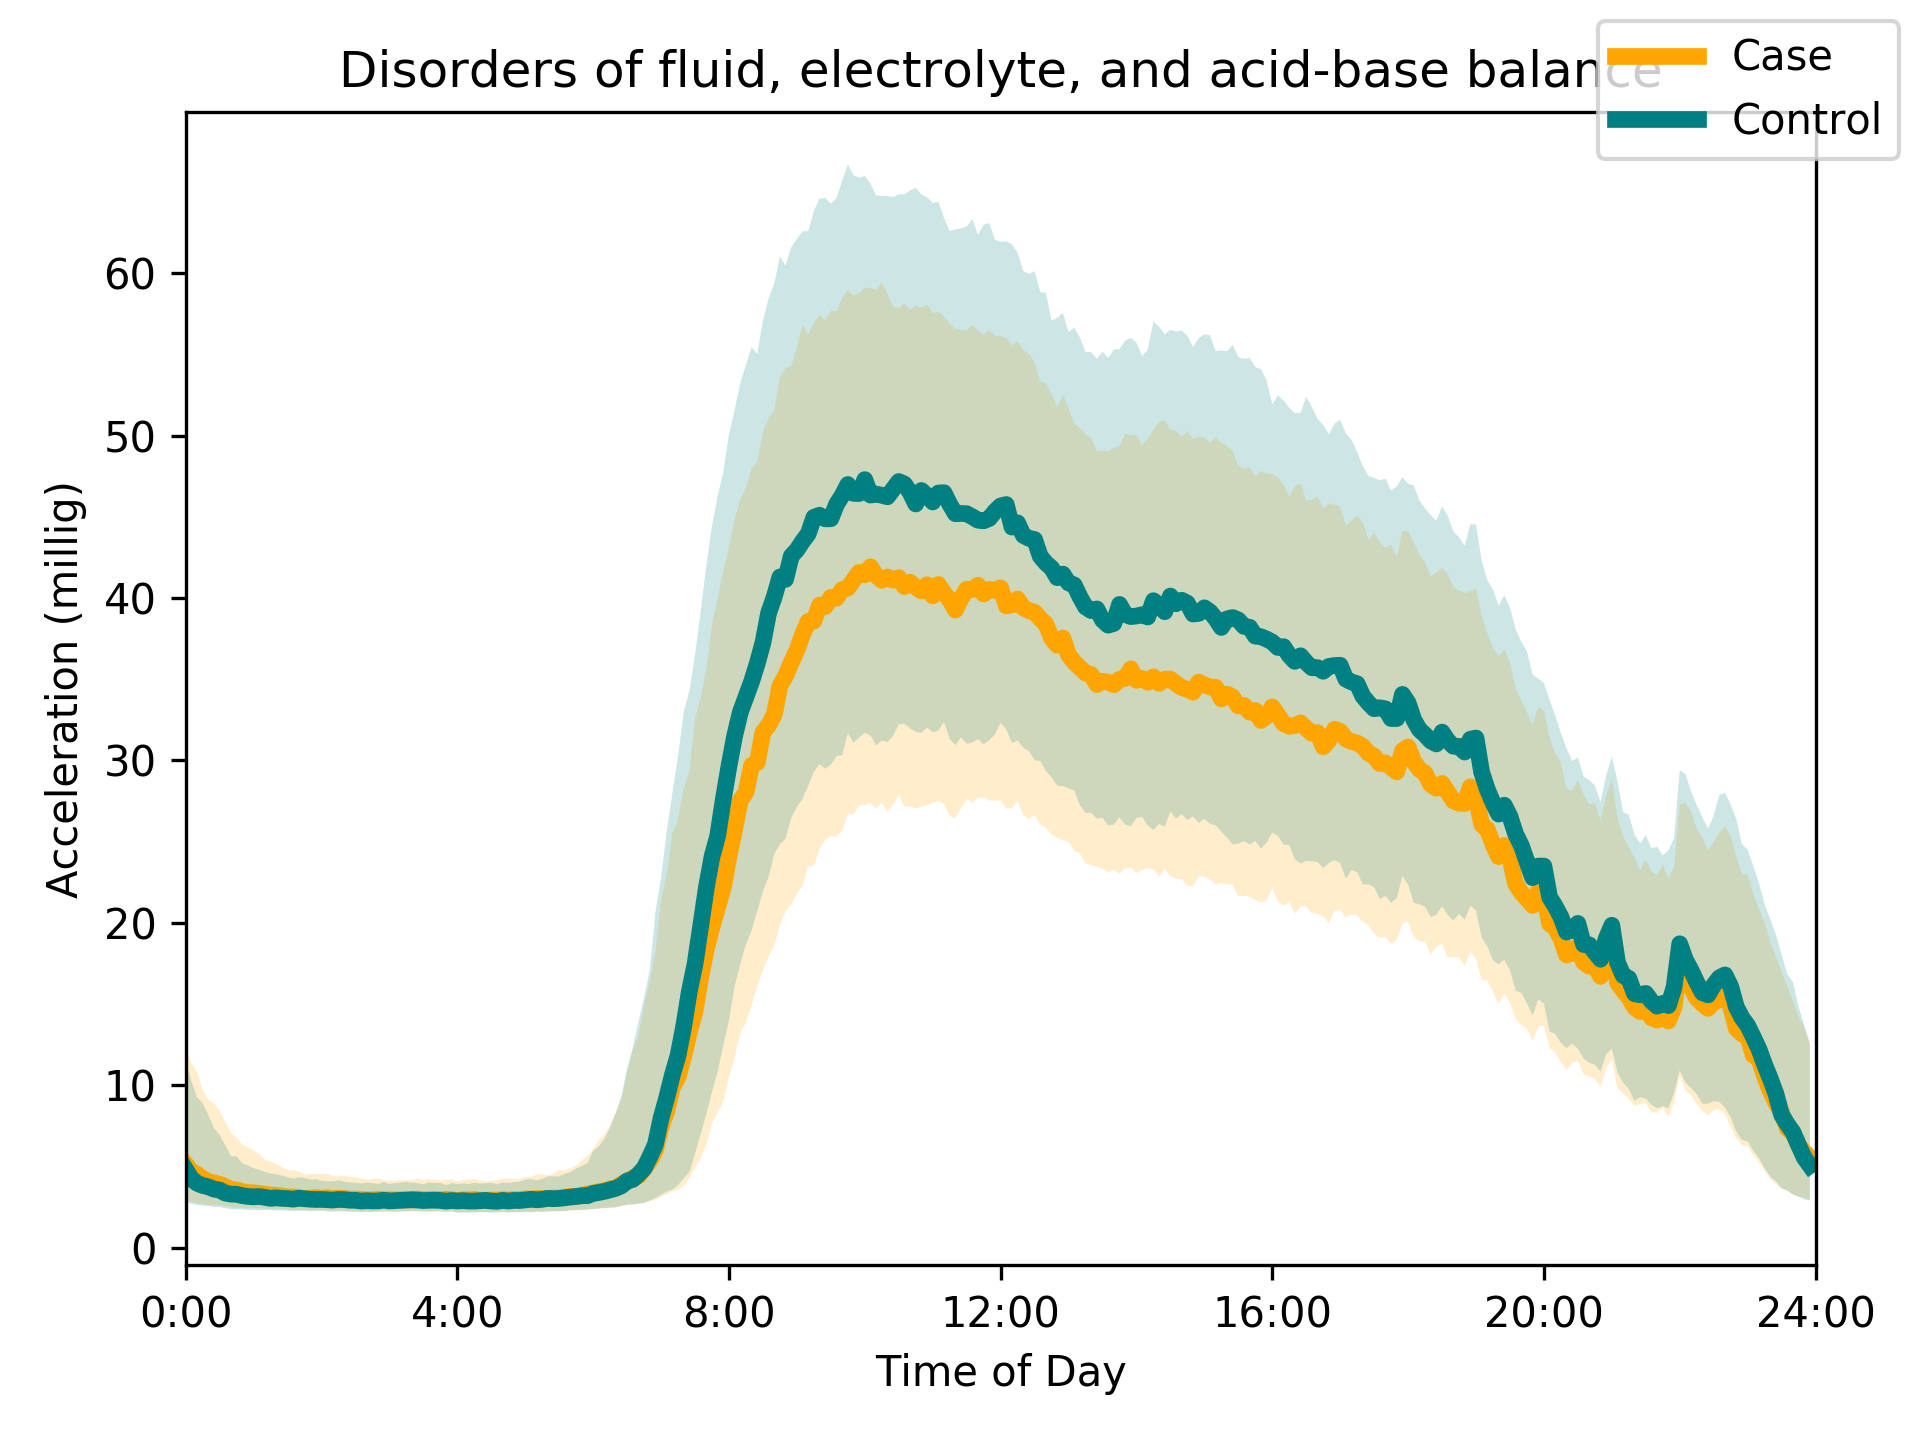 Disorders of fluid, electrolyte, and acid-base balance
Case
Control
Acceleration (millig)
60
50
40
30
20
10
0
0:00 4:00 8:00 12:00 16:00 20:00 24:00
Time of Day